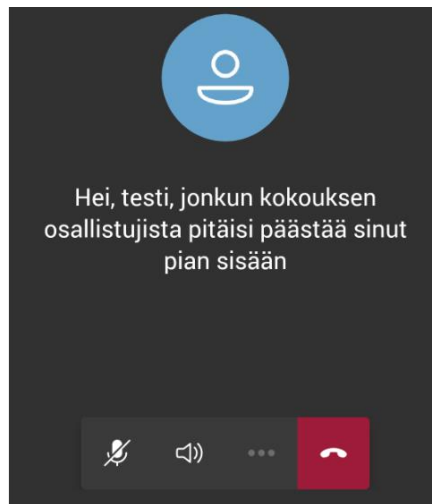 Hei, testi, jonkun kokouksen
osallistujista pitäisi päästää sinut
pian sisään